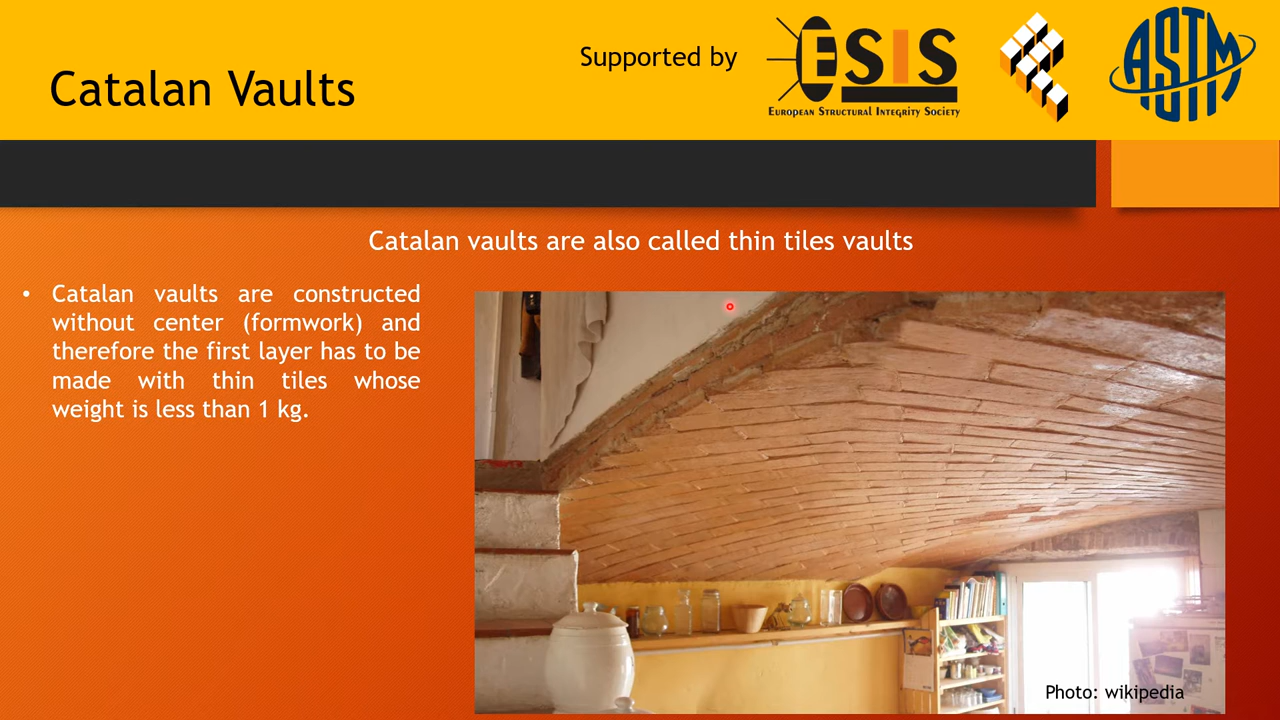 Supported by
Catalan Vaults
ESIS
European Structural Integrity Society
ASTM
Catalan vaults are also called thin tiles vaults
• Catalan vaults are constructed
without center (formwork) and
therefore the first layer has to be
made with thin tiles whose
weight is less than 1 kg.
Photo: wikipedia